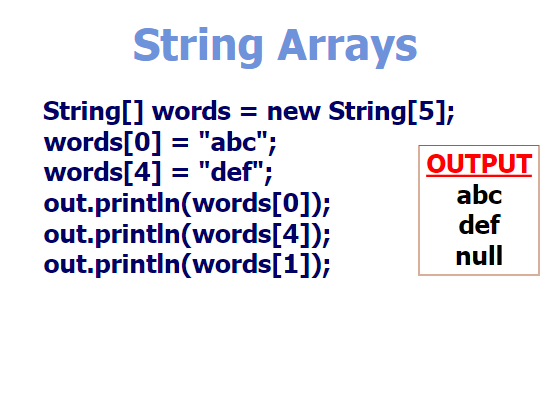 String Arrays
String[] words = new String[5];
words[0] = "abc";
words[4] = "def";
out.println(words[0]);
out.println(words[4]);
out.println(words[1]);
OUTPUT
abc
def
null